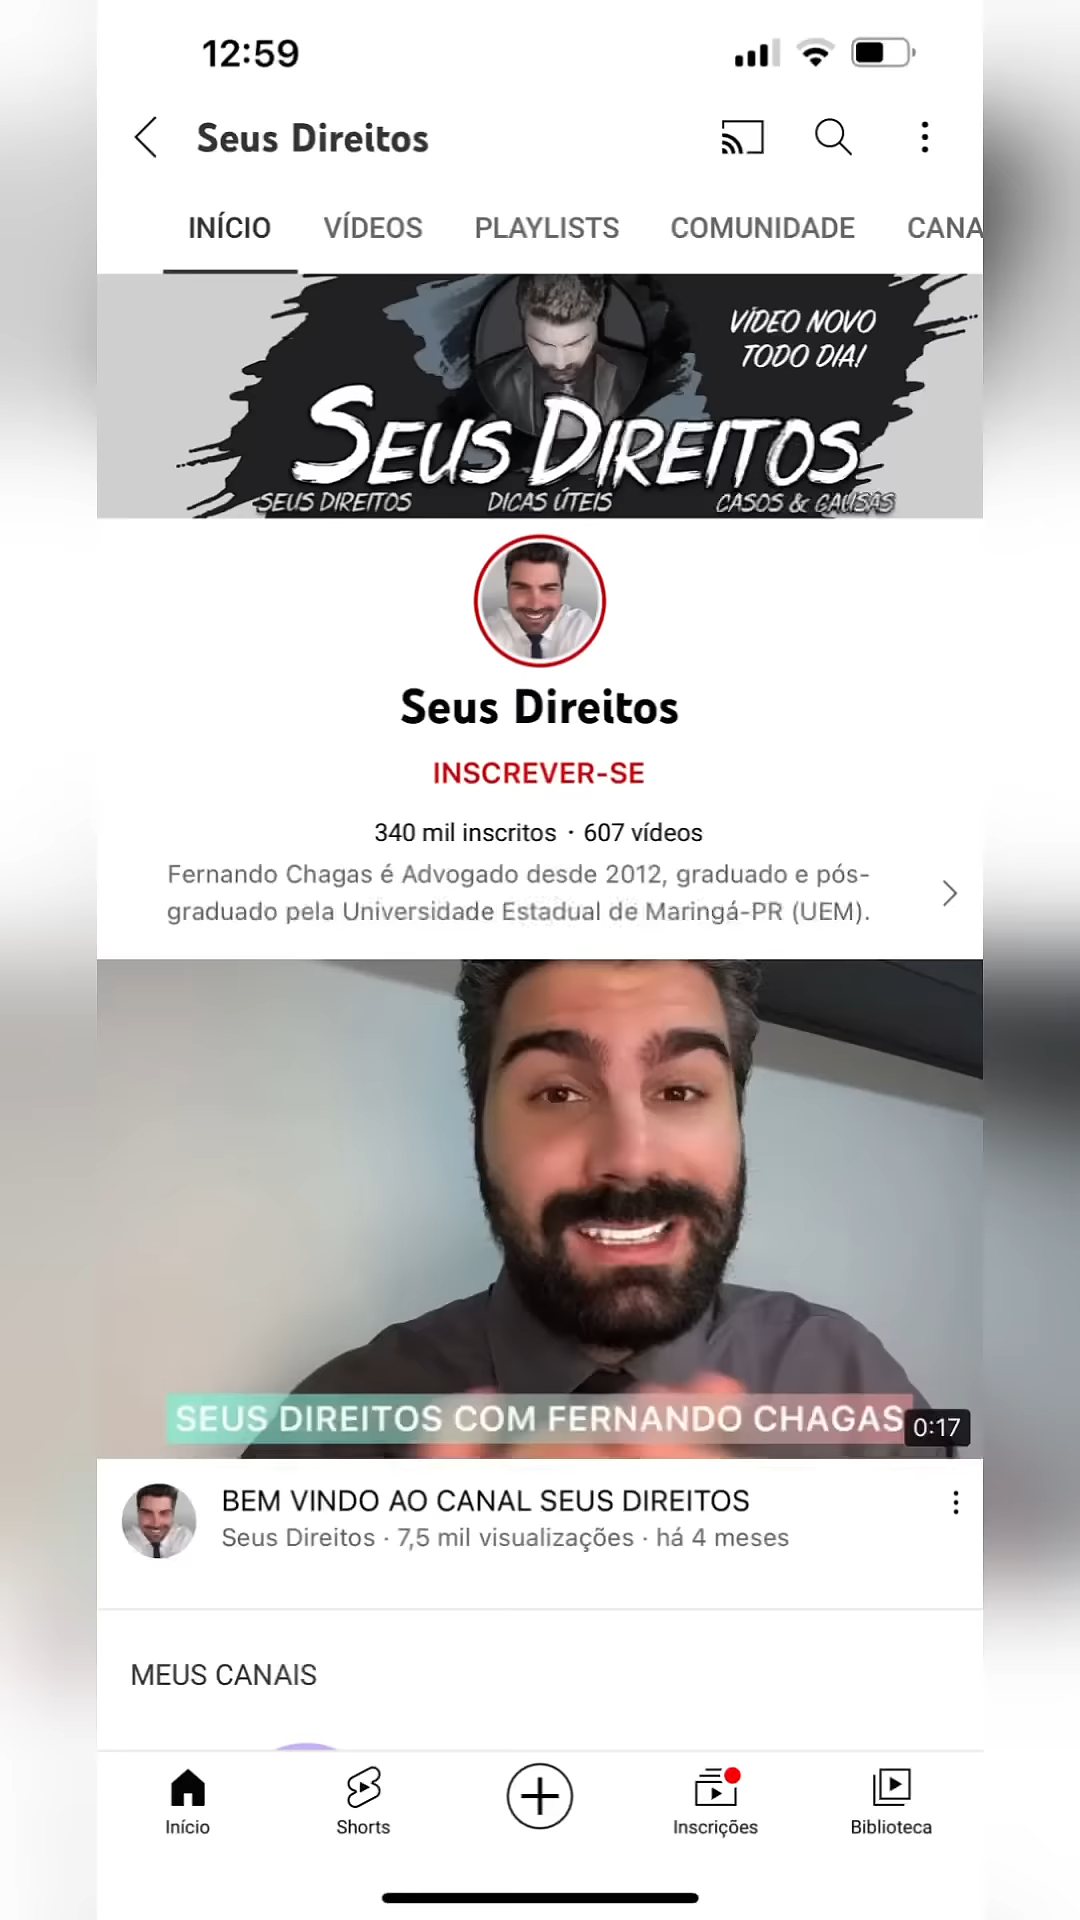 12:59
Seus Direitos
INÍCIO VÍDEOS PLAYLISTS COMUNIDADE CANA
VÍDEO NOVO
TODO DIA!
SEUS DIREITOS
SEUS DIREITOS DICAS ÚTEIS CASOS & CAUSAS
Seus Direitos
INSCREVER-SE
340 mil inscritos · 607 vídeos
Fernando Chagas é Advogado desde 2012, graduado e pós-
graduado pela Universidade Estadual de Maringá-PR (UEM).
SEUS DIREITOS COM FERNANDO CHAGAS
0:17
BEM VINDO AO CANAL SEUS DIREITOS
Seus Direitos · 7,5 mil visualizações · há 4 meses
MEUS CANAIS
Início Shorts Inscrições Biblioteca